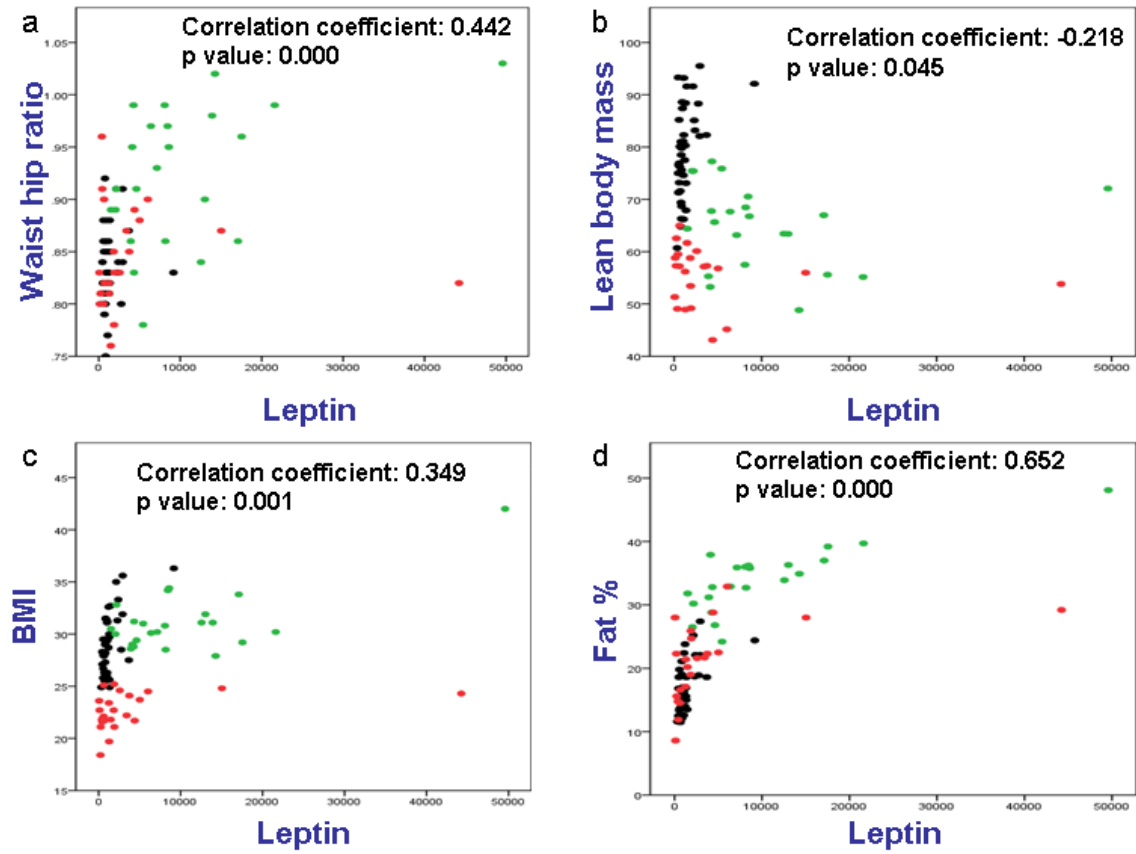 a
Correlation coefficient: 0.442
p value: 0.000
1.05
1.00
.95
.90
.85
.80
.75
Waist hip ratio
0 10000 20000 30000 40000 50000
Leptin
b
Correlation coefficient: -0.218
p value: 0.045
100
90
80
70
60
50
40
Lean body mass
0 10000 20000 30000 40000 50000
Leptin
c
Correlation coefficient: 0.349
p value: 0.001
45
40
35
30
25
20
15
BMI
0 10000 20000 30000 40000 50000
Leptin
d
Correlation coefficient: 0.652
p value: 0.000
50
40
30
20
10
0
Fat %
0 10000 20000 30000 40000 50000
Leptin